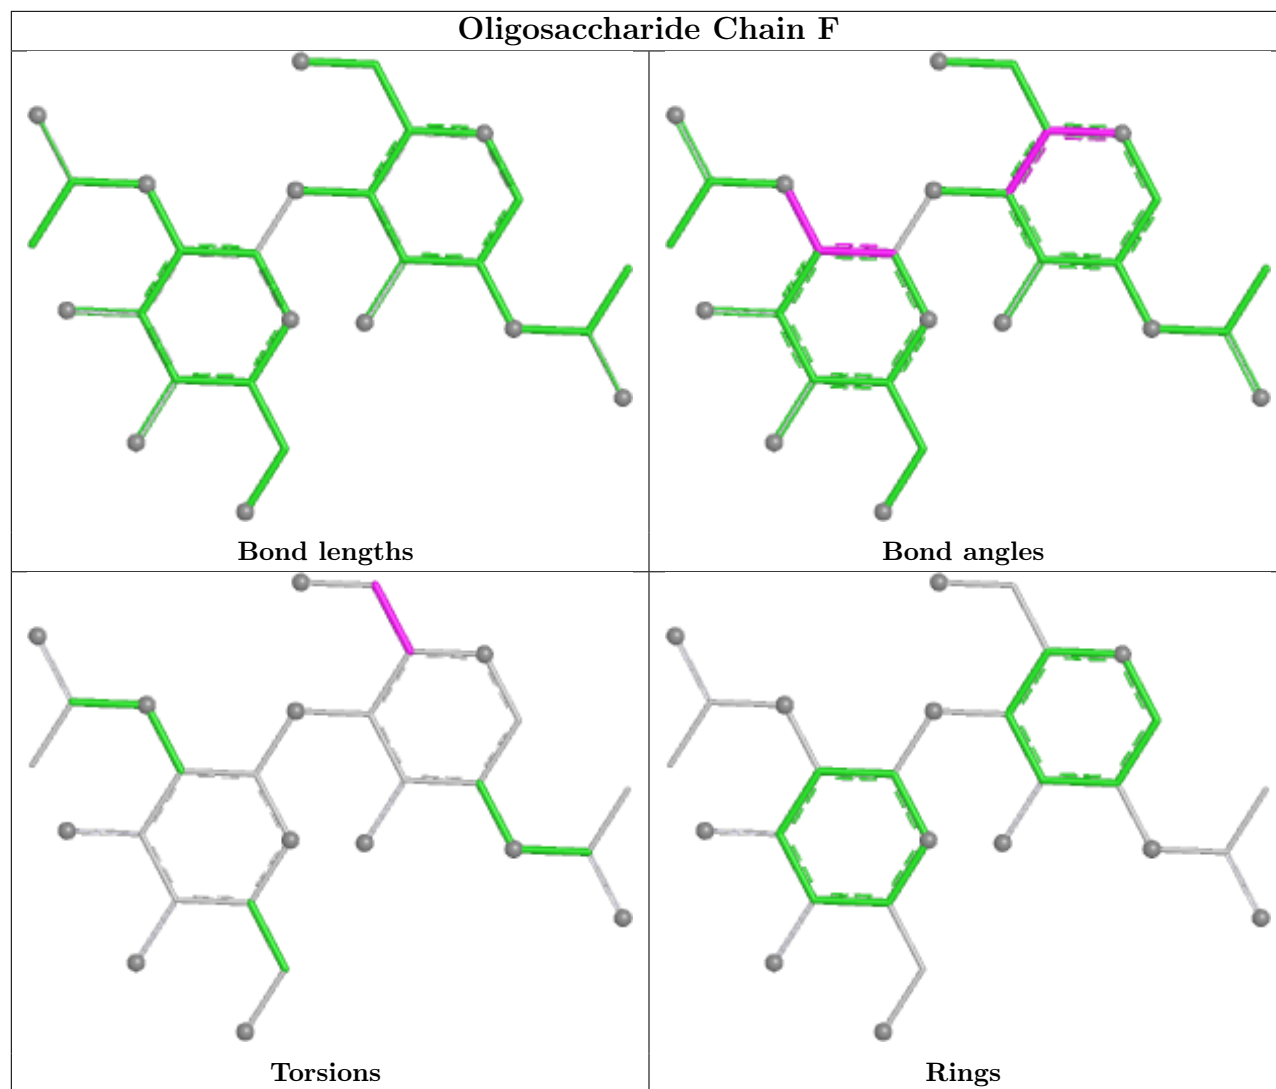 Oligosaccharide Chain F
Bond lengths
Bond angles
Torsions
Rings